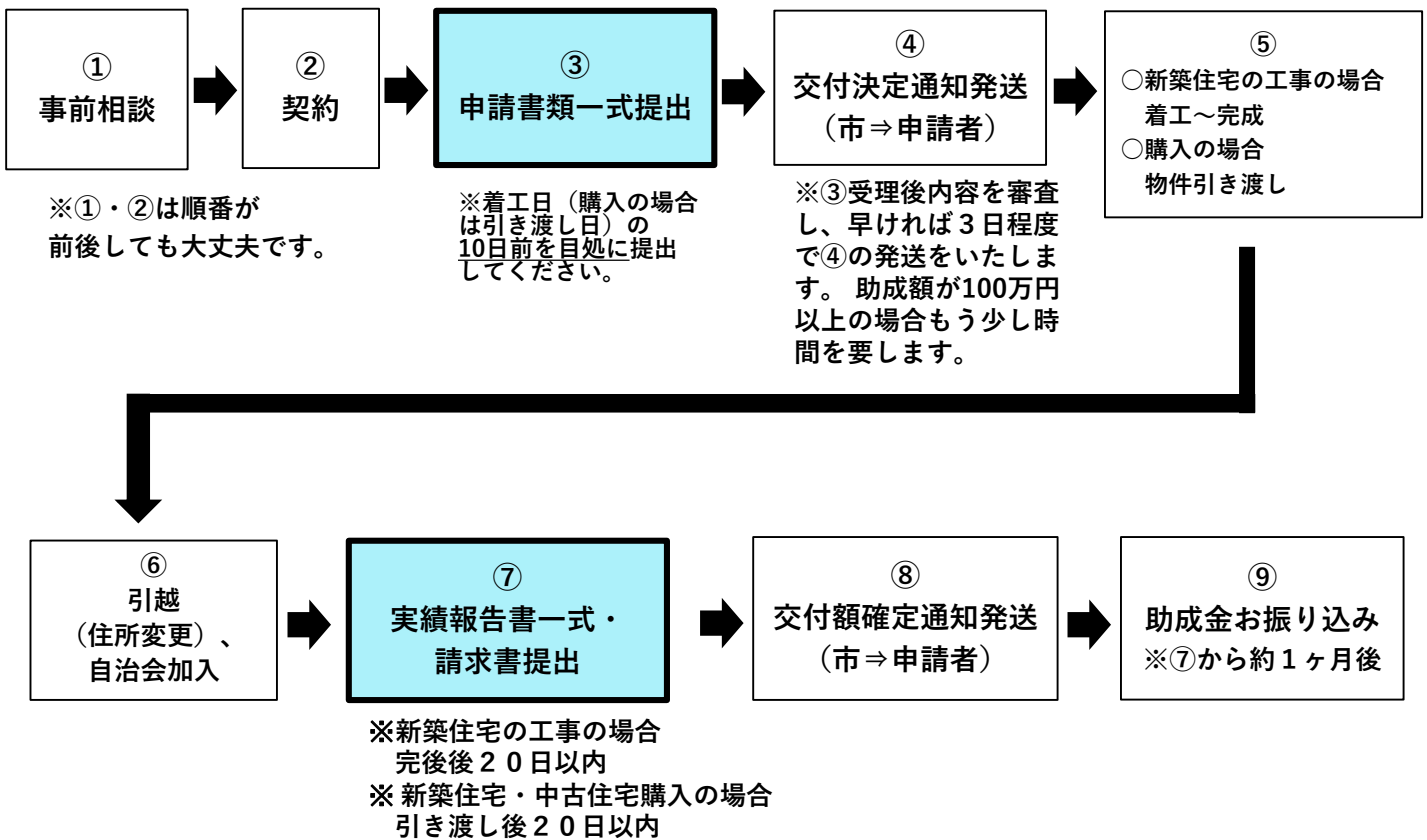 ①
事前相談
②
契約
③
申請書類一式提出
④
交付決定通知発送
（市⇒申請者）
⑤
○新築住宅の工事の場合
着工～完成
○購入の場合
物件引き渡し
※①・②は順番が
前後しても大丈夫です。
※着工日（購入の場合
は引き渡し日）の
10日前を目処に提出
してください。
※③受理後内容を審査
し、早ければ３日程度
で④の発送をいたしま
す。 助成額が100万円
以上の場合もう少し時
間を要します。
⑥
引越
（住所変更）、
自治会加入
⑦
実績報告書一式・
請求書提出
⑧
交付額確定通知発送
（市⇒申請者）
⑨
助成金お振り込み
※⑦から約１ヶ月後
※新築住宅の工事の場合
完後後２０日以内
※ 新築住宅・中古住宅購入の場合
引き渡し後２０日以内